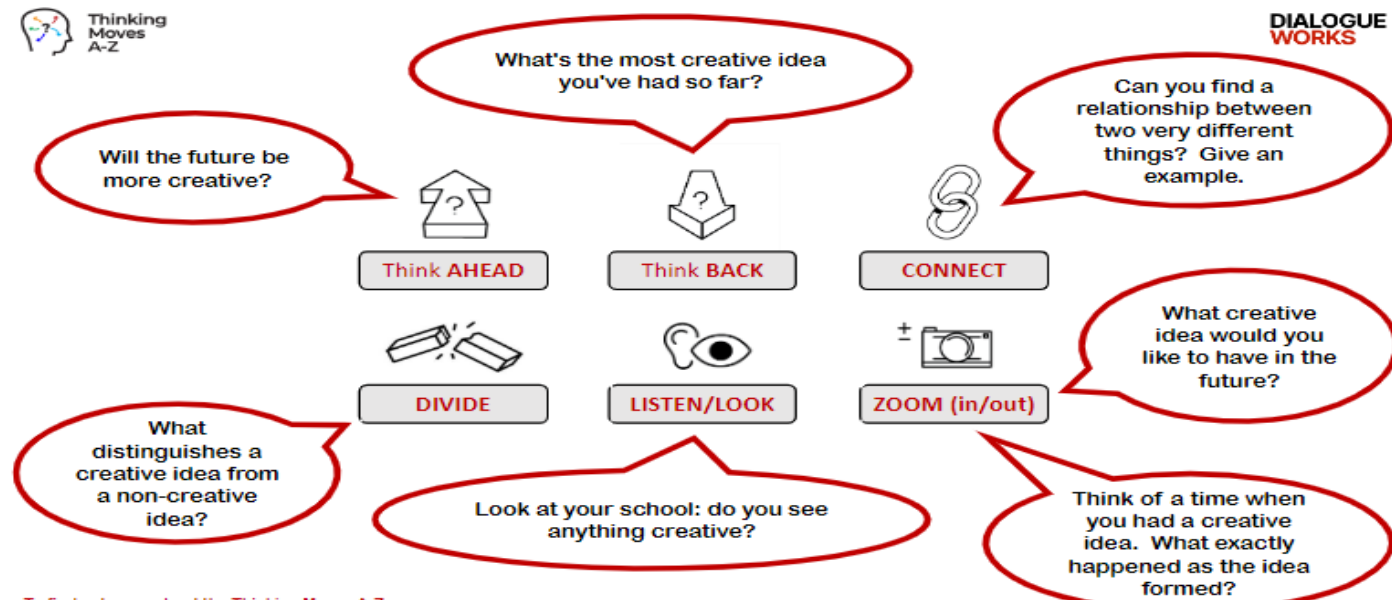 Thinking
Moves
A-Z
DIALOGUE
WORKS
What's the most creative idea
you've had so far?
Can you find a
relationship between
two very different
things? Give an
example.
Will the future be
more creative?
?
?
Think AHEAD
Think BACK
CONNECT
What creative
idea would you
like to have in the
future?
±
DIVIDE
LISTEN/LOOK
ZOOM (in/out)
What
distinguishes a
creative idea from
a non-creative
idea?
Look at your school: do you see
anything creative?
Think of a time when
you had a creative
idea. What exactly
happened as the idea
formed?